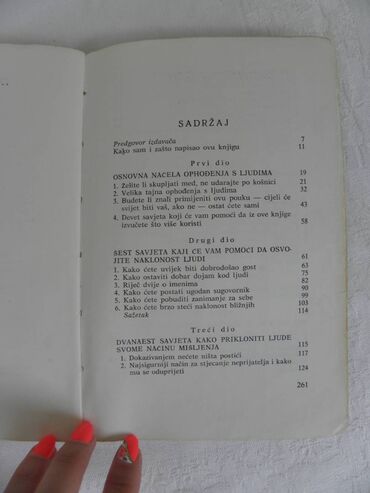 SADRŽAJ
Predgovor izdavača 7
Kako sam i zašto napisao ovu knjigu 11
Prvi dio
OSNOVNA NAČELA OPHOĐENJA S LJUDIMA 19
1. Želite li skupljati med, ne udarajte po košnici 21
2. Velika tajna ophođenja s ljudima 32
3. Budete li znali primijeniti ovu pouku — cijeli će
svijet biti vaš, ako ne — ostat ćete sami 43
4. Devet savjeta koji će vam pomoći da iz ove knjige
izvučete što više koristi 58
Drugi dio
ŠEST SAVJETA KAJI ĆE VAM POMOĆI DA OSVO-
JITE NAKLONOST LJUDI 61
1. Kako ćete uvijek biti dobrodošao gost 63
2. Kako ostaviti dobar dojam kod ljudi 75
3. Riječ dvije o imenima 82
4. Kako ćete postati ugodan sugovornik 90
5. Kako ćete pobuditi zanimanje za sebe 99
6. Kako ćete brzo steći naklonost bližnjih 103
Sažetak 114
Treći dio
DVANAEST SAVJETA KAKO PRIKLONITI LJUDE
SVOME NAČINU MIŠLJENJA 115
1. Dokazivanjem nećete ništa postići 117
2. Najsigurniji način za stjecanje neprijatelja i kako
mu se oduprijeti 124
261